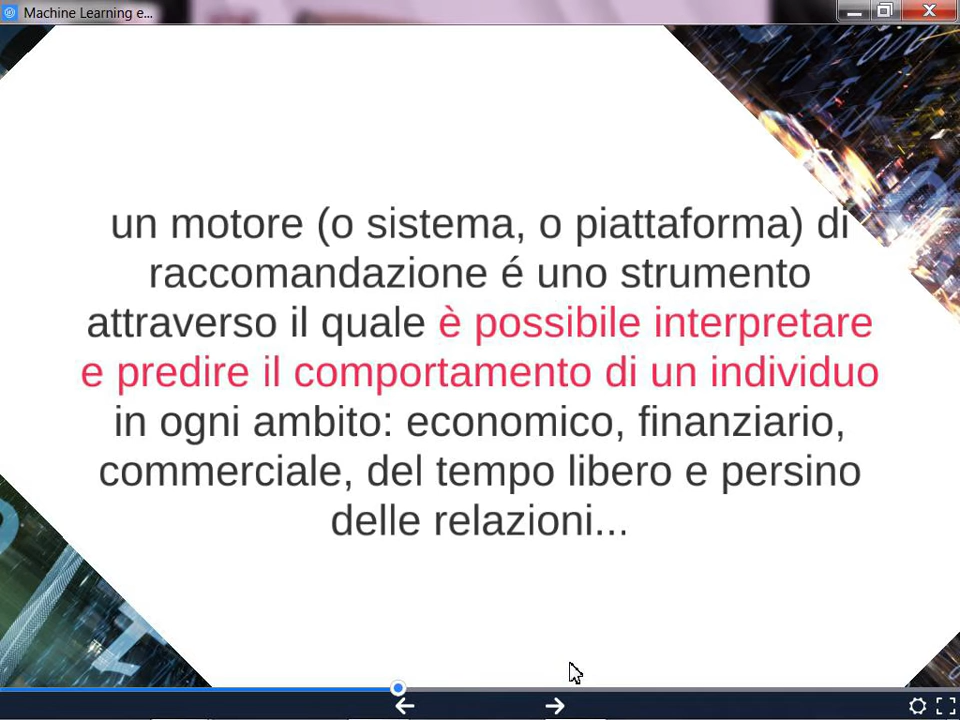 Machine Learning e...
un motore (o sistema, o piattaforma) di
raccomandazione é uno strumento
attraverso il quale è possibile interpretare
e predire il comportamento di un individuo
in ogni ambito: economico, finanziario,
commerciale, del tempo libero e persino
delle relazioni...